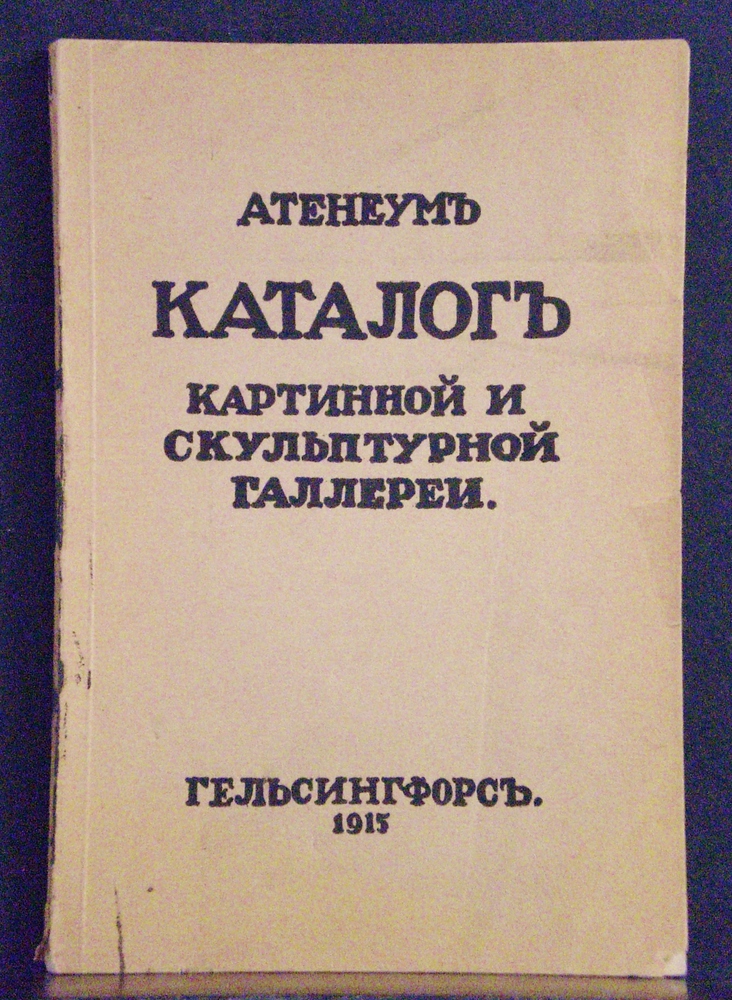 АТЕНЕУМЪ
КАТАЛОГЪ
КАРТИННОЙ И
СКУЛЬПТУРНОЙ
ГАЛЛЕРЕИ.
ГЕЛЬСИНГФОРСЪ.
1915